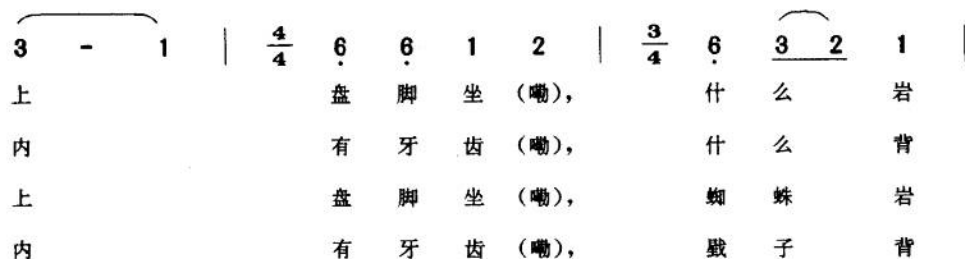 3 - 1 | 4/4 6 6 1 2 | 3/4 6 3 2 1 |
上 盘 脚 坐 (嘞), 什 么 岩
内 有 牙 齿 (嘞), 什 么 背
上 盘 脚 坐 (嘞), 蜘 蛛 岩
内 有 牙 齿 (嘞), 戥 子 背